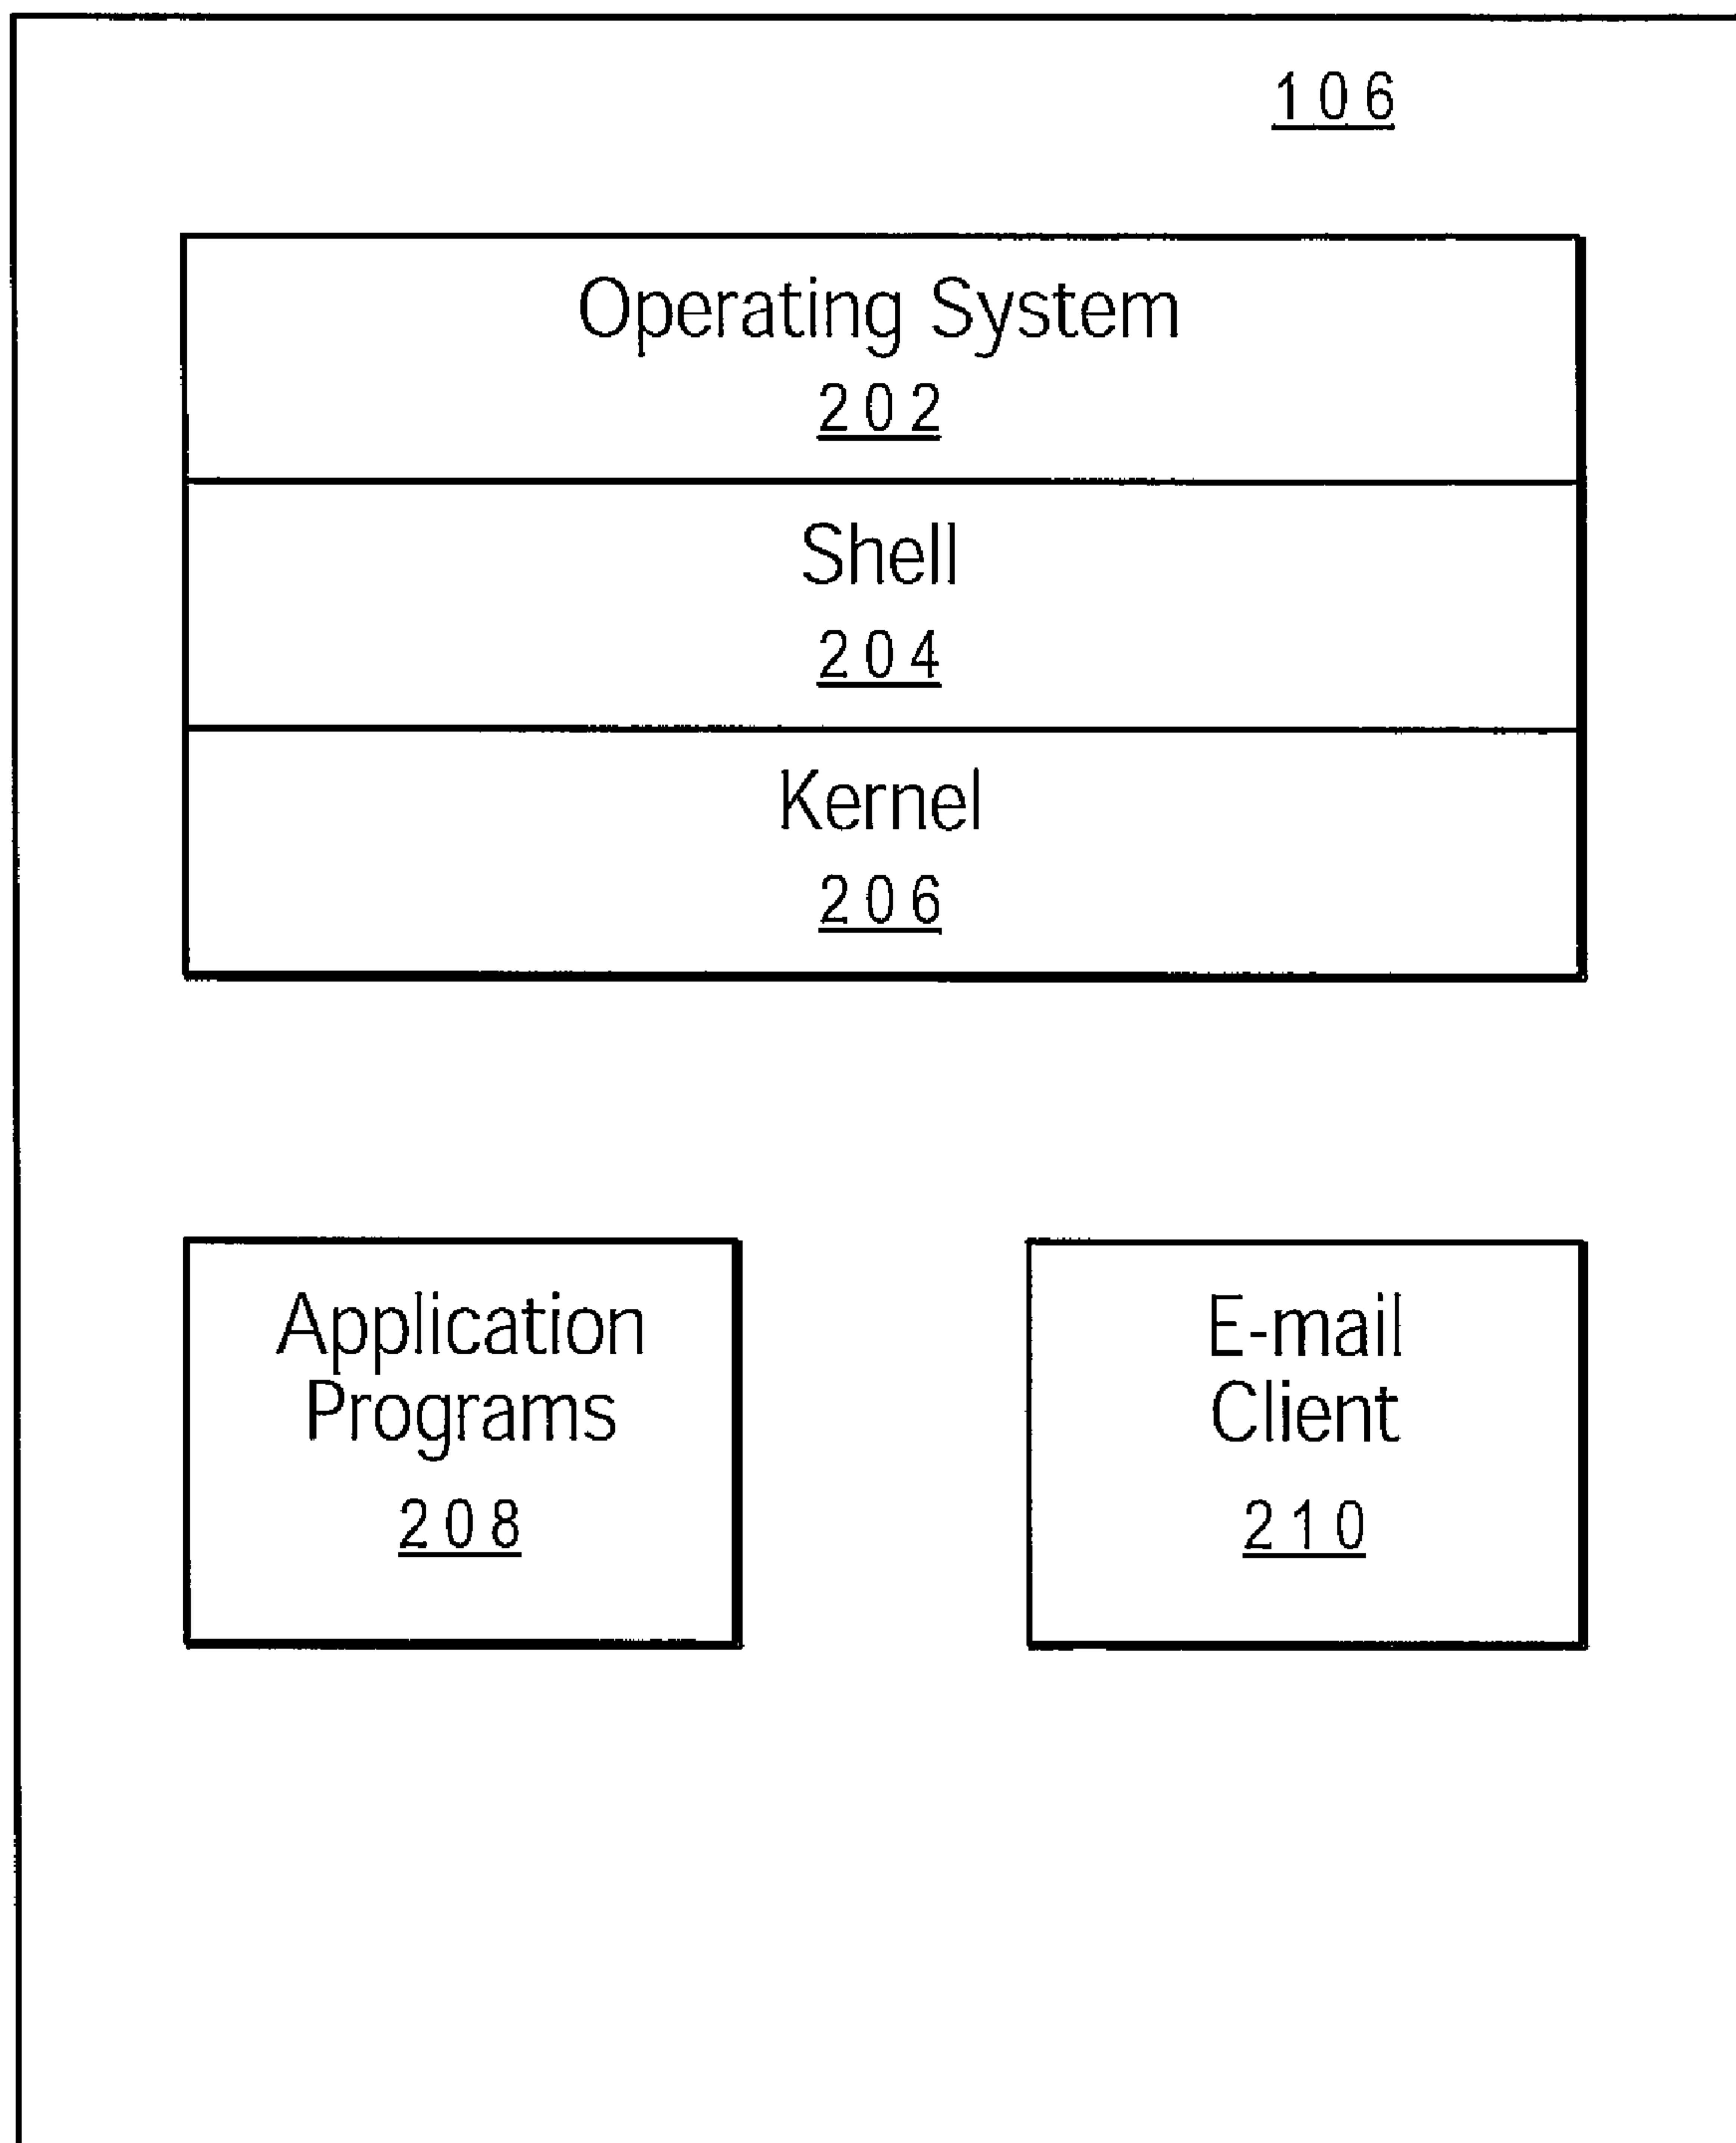 106
Operating System
202
Shell
204
Kernel
206
Application
Programs
208
E-mail
Client
210